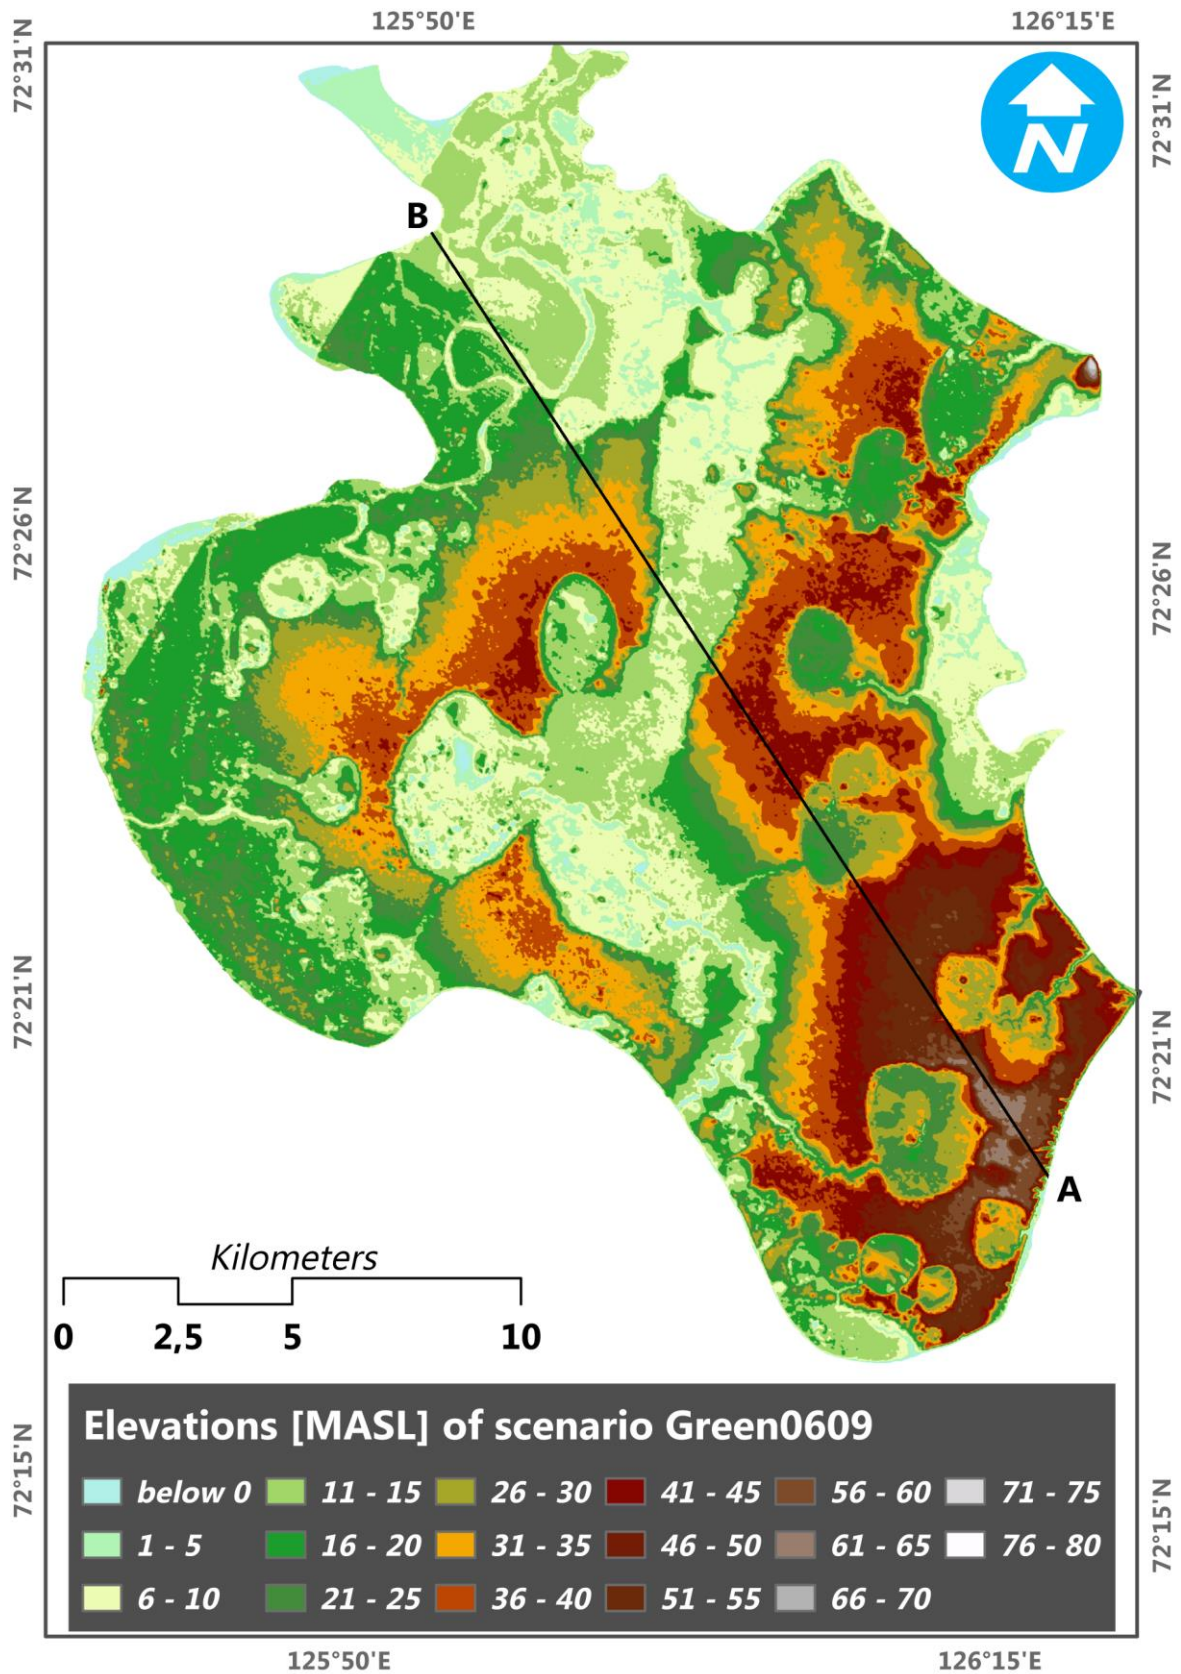 125°50'E 126°15'E
72°31'N
72°31'N
N
B
72°26'N
72°26'N
72°21'N
72°21'N
A
Kilometers
0 2,5 5 10
Elevations [MASL] of scenario Green0609
below 0 11 - 15 26 - 30 41 - 45 56 - 60 71 - 75
1 - 5 16 - 20 31 - 35 46 - 50 61 - 65 76 - 80
6 - 10 21 - 25 36 - 40 51 - 55 66 - 70
72°15'N
72°15'N
125°50'E 126°15'E